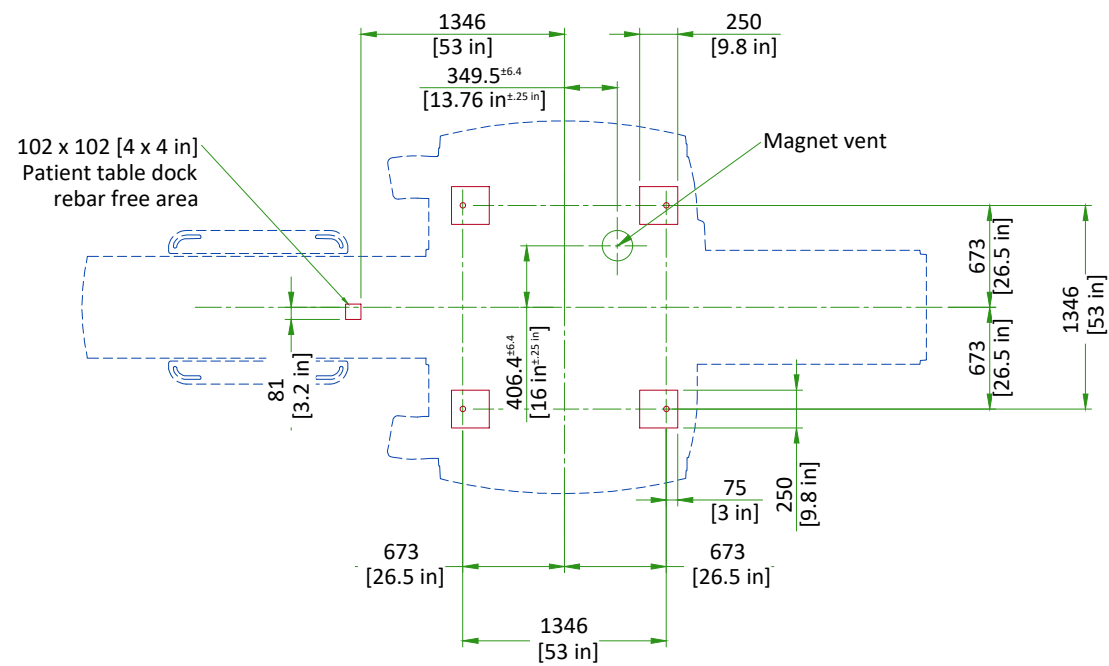 1346
[53 in]
250
[9.8 in]
349.5±6.4
[13.76 in±.25 in]
102 x 102 [4 x 4 in]
Patient table dock
rebar free area
Magnet vent
673
[26.5 in]
1346
[53 in]
673
[26.5 in]
406.4±6.4
[16 in±.25 in]
81
[3.2 in]
75
[3 in]
250
[9.8 in]
673
[26.5 in]
673
[26.5 in]
1346
[53 in]